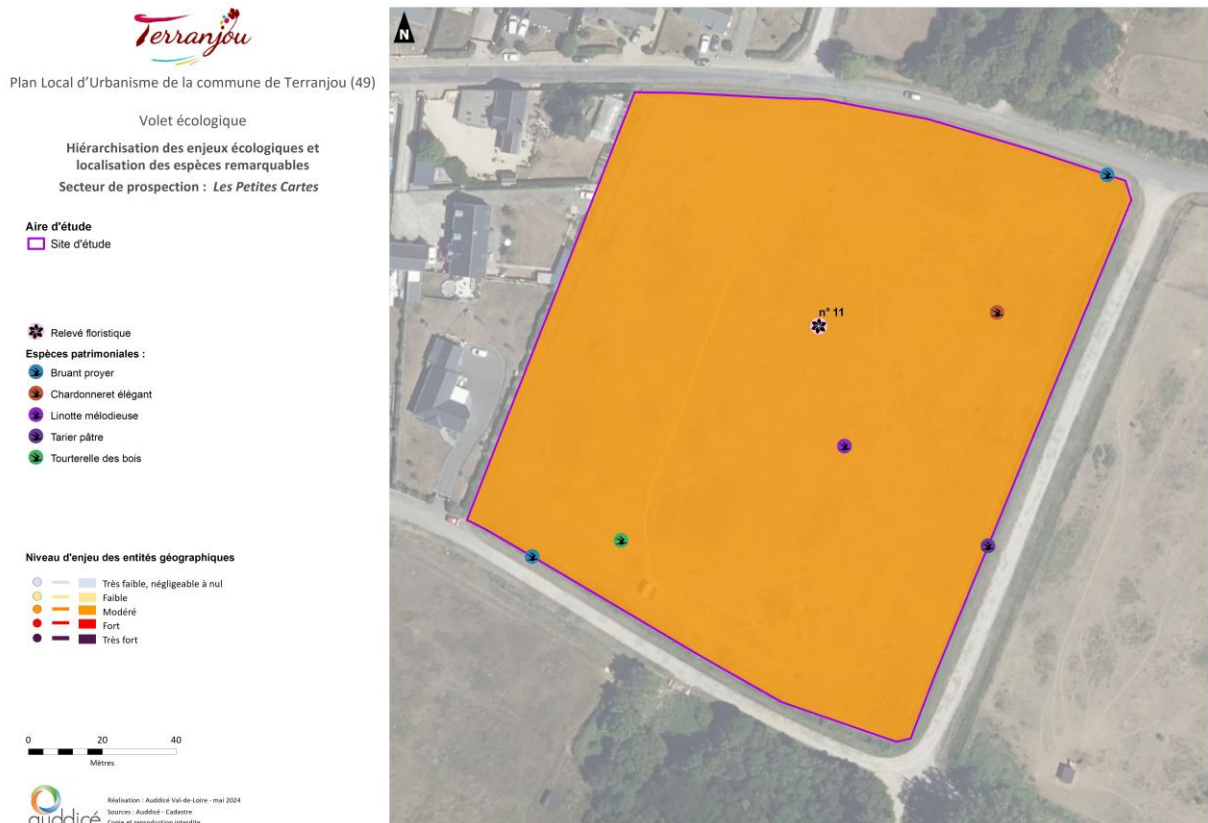 Terranjou
Plan Local d'Urbanisme de la commune de Terranjou (49)
Volet écologique
Hiérarchisation des enjeux écologiques et
localisation des espèces remarquables
Secteur de prospection : Les Petites Cartes
Aire d'étude
Site d'étude
Relevé floristique
Espèces patrimoniales :
Bruant proyer
Chardonneret élégant
Linotte mélodieuse
Tarier pâtre
Tourterelle des bois
Niveau d'enjeu des entités géographiques
Très faible, négligeable à nul
Faible
Modéré
Fort
Très fort
0 20 40
Mètres
auddicé
Réalisation : Auddicé Val-de-Loire - mai 2024
Sources : Auddicé - Cadastre
Copie et reproduction interdite
N
n° 11